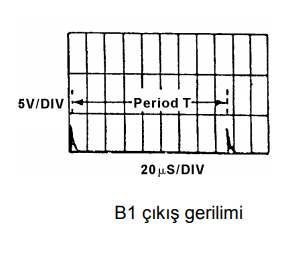 5V/DIV
Period T
20µS/DIV
B1 çıkış gerilimi